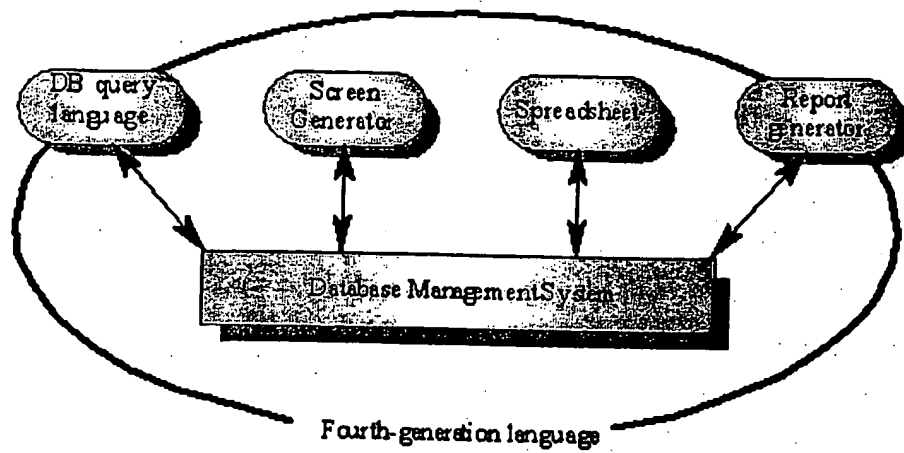 DB query
language
Screen
Generator
Spreadsheet
Report
generator
Database Management System
Fourth-generation language